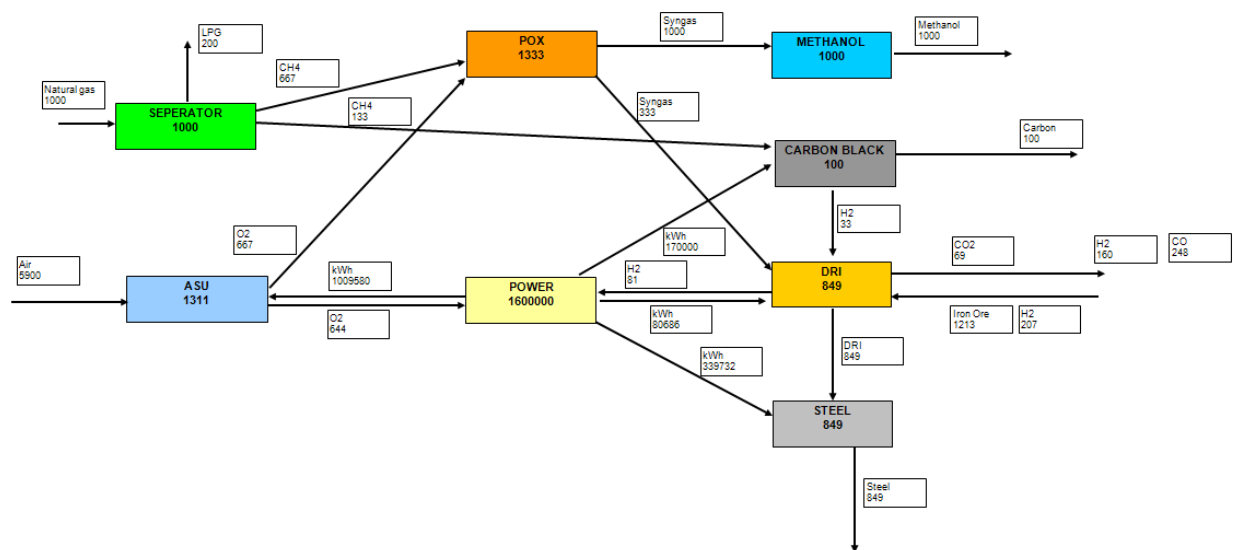 LPG
200
POX
1333
Syngas
1000
METHANOL
1000
Methanol
1000
CH4
667
Natural gas
1000
SEPERATOR
1000
CH4
133
Syngas
333
CARBON BLACK
100
Carbon
100
H2
33
O2
667
kWh
170000
CO2
69
H2
160
CO
248
Air
5900
ASU
1311
kWh
1009580
O2
644
POWER
1600000
H2
81
kWh
80686
DRI
849
Iron Ore
1213
H2
207
kWh
339732
DRI
849
STEEL
849
Steel
849